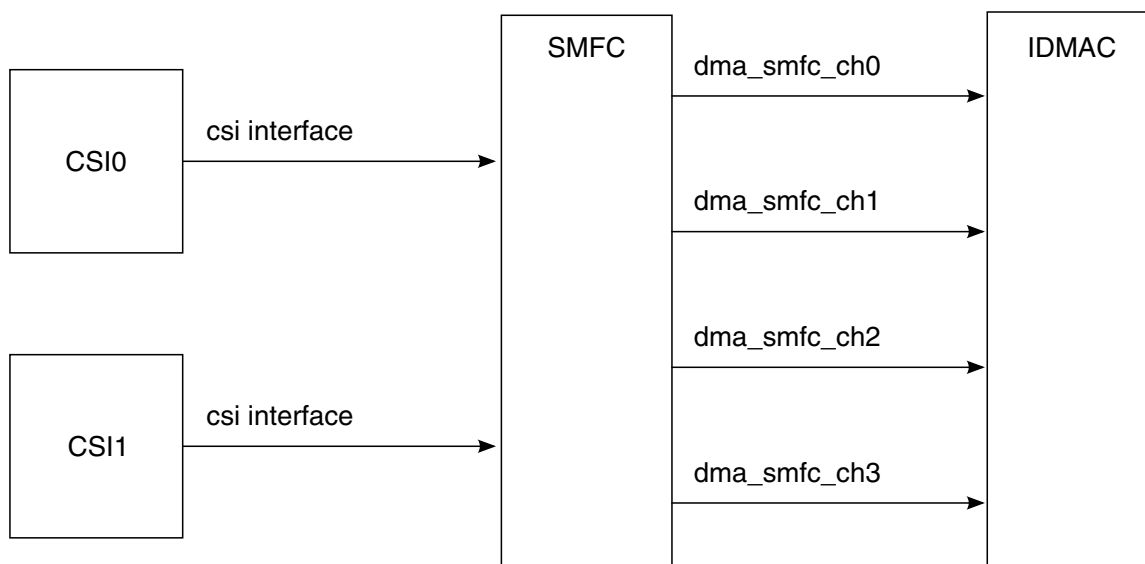 SMFC
IDMAC
dma_smfc_ch0
csi interface
CSI0
dma_smfc_ch1
dma_smfc_ch2
csi interface
CSI1
dma_smfc_ch3